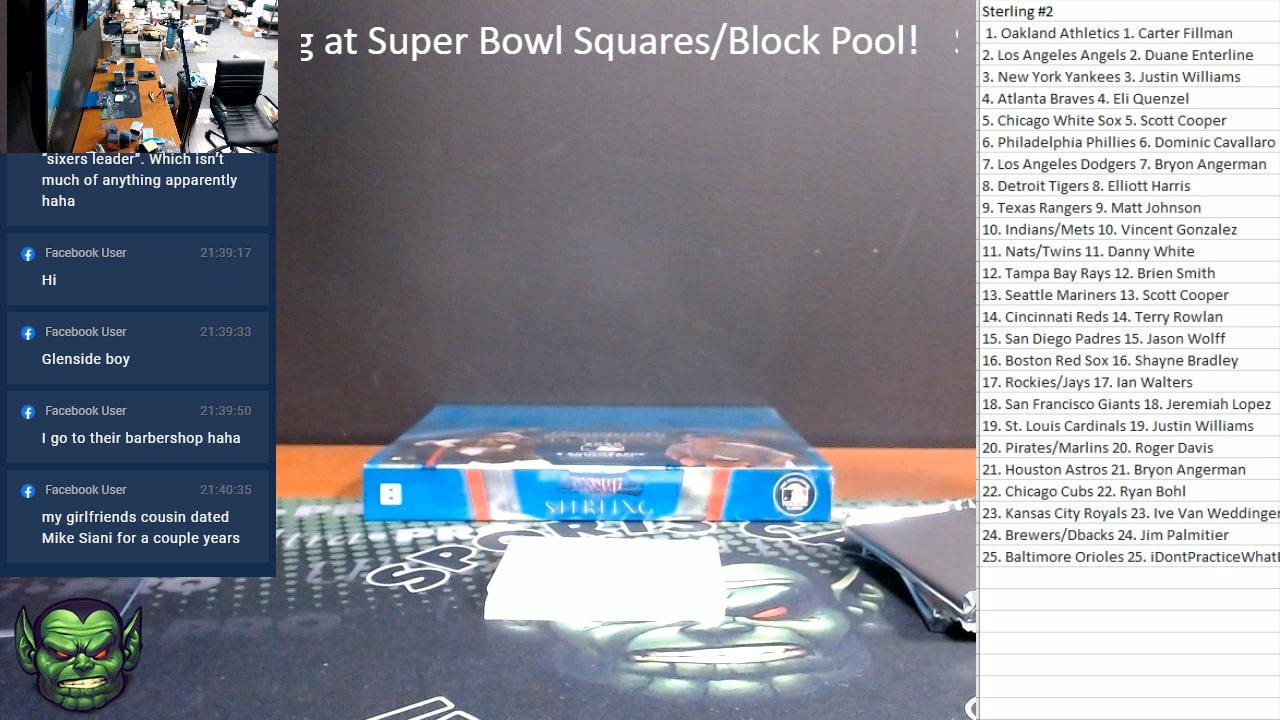 g at Super Bowl Squares/Block Pool!
"sixers leader". Which isn't
much of anything apparently
haha
Facebook User 21:39:17
Hi
Facebook User 21:39:33
Glenside boy
Facebook User 21:39:50
I go to their barbershop haha
Facebook User 21:40:35
my girlfriends cousin dated
Mike Siani for a couple years
STERLING
SPORTS
Sterling #2
1. Oakland Athletics 1. Carter Fillman
2. Los Angeles Angels 2. Duane Enterline
3. New York Yankees 3. Justin Williams
4. Atlanta Braves 4. Eli Quenzel
5. Chicago White Sox 5. Scott Cooper
6. Philadelphia Phillies 6. Dominic Cavallaro
7. Los Angeles Dodgers 7. Bryon Angerman
8. Detroit Tigers 8. Elliott Harris
9. Texas Rangers 9. Matt Johnson
10. Indians/Mets 10. Vincent Gonzalez
11. Nats/Twins 11. Danny White
12. Tampa Bay Rays 12. Brien Smith
13. Seattle Mariners 13. Scott Cooper
14. Cincinnati Reds 14. Terry Rowlan
15. San Diego Padres 15. Jason Wolff
16. Boston Red Sox 16. Shayne Bradley
17. Rockies/Jays 17. Ian Walters
18. San Francisco Giants 18. Jeremiah Lopez
19. St. Louis Cardinals 19. Justin Williams
20. Pirates/Marlins 20. Roger Davis
21. Houston Astros 21. Bryon Angerman
22. Chicago Cubs 22. Ryan Bohl
23. Kansas City Royals 23. Ive Van Weddinger
24. Brewers/Dbacks 24. Jim Palmitier
25. Baltimore Orioles 25. iDontPracticeWhatI